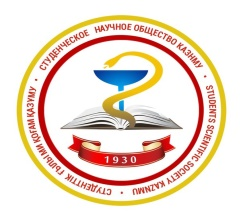 СТУДЕНЧЕСКОЕ НАУЧНОЕ ОБЩЕСТВО КАЗНМУ
STUDENTS SCIENTIFIC SOCIETY KAZNMU
СТУДЕНТТІК ҒЫЛЫМИ ҚОҒАМ ҚАЗҰМУ
1930